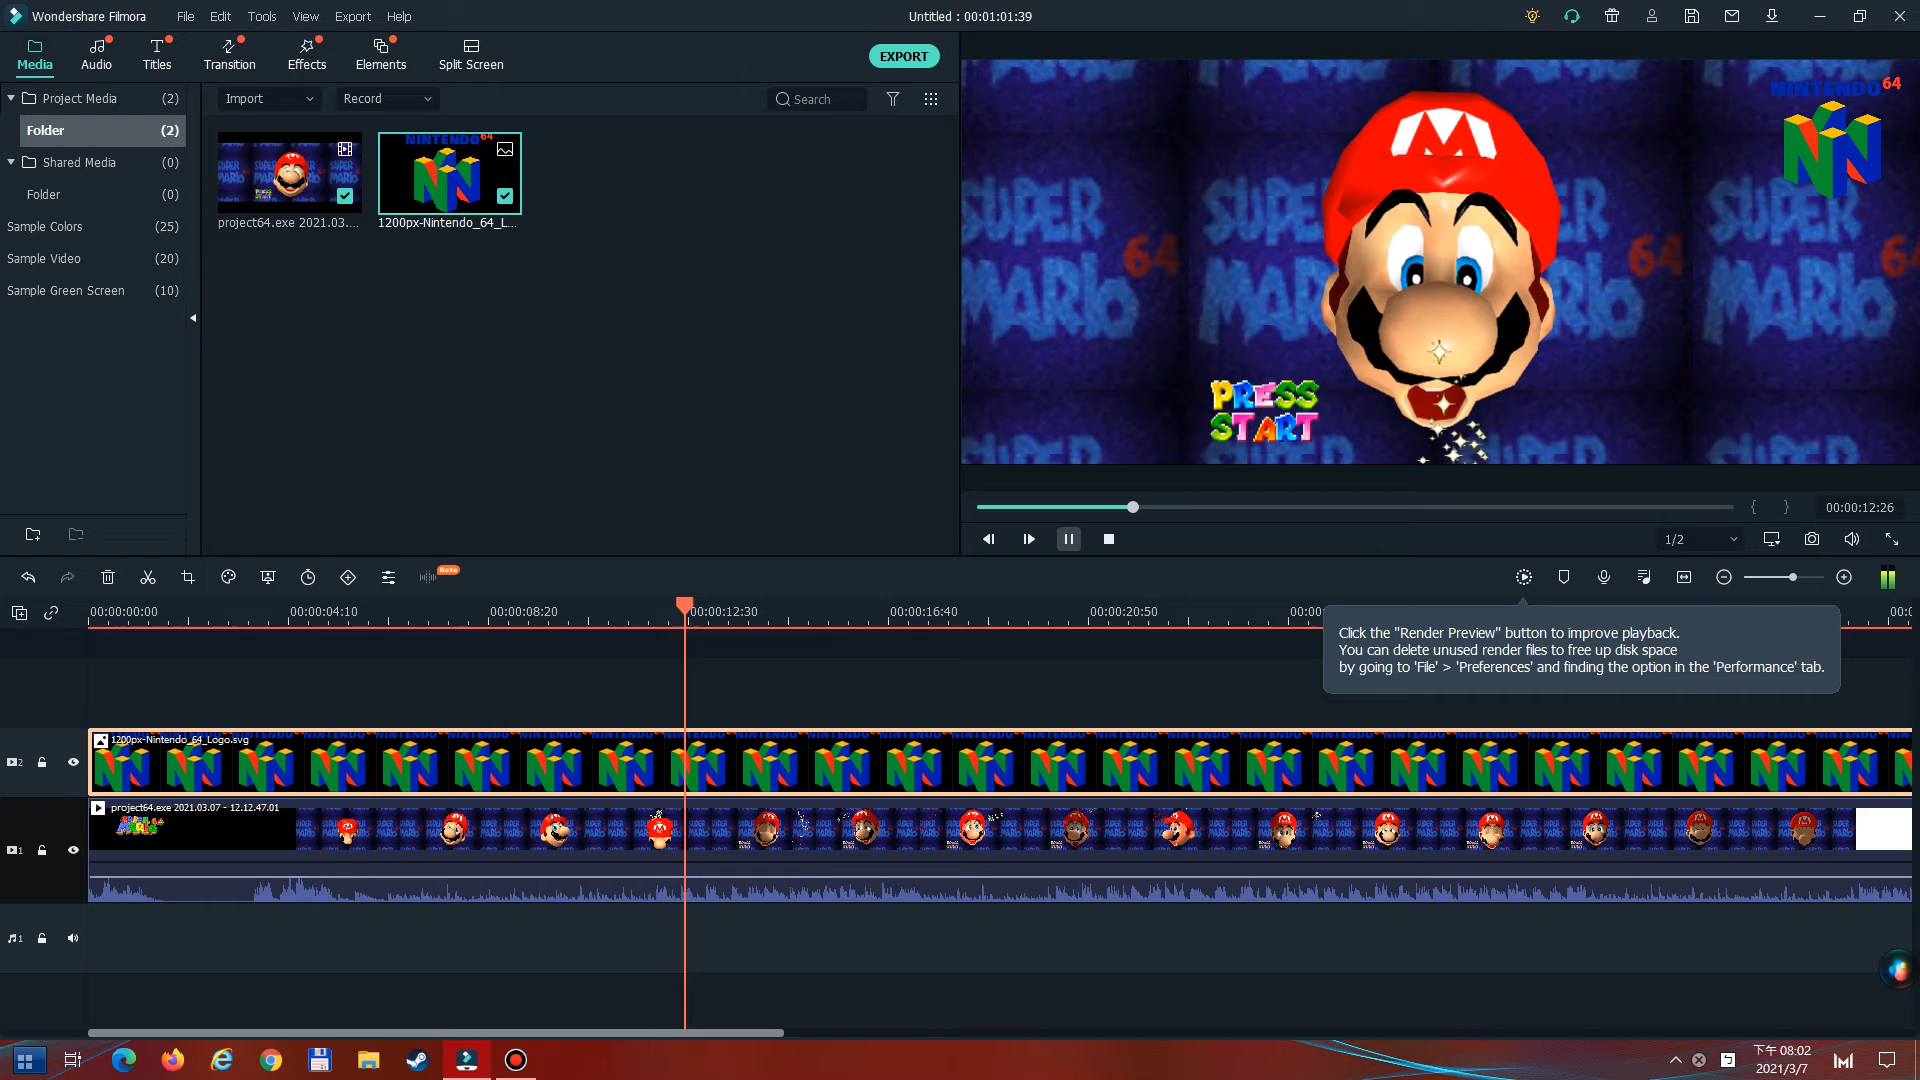 Wondershare Filmora
File
Edit
Tools
View
Export
Help
Untitled : 00:01:01:39
Media
Audio
Titles
Transition
Effects
Elements
Split Screen
EXPORT
Project Media (2)
Folder (2)
Shared Media (0)
Folder (0)
Sample Colors (25)
Sample Video (20)
Sample Green Screen (10)
Import
Record
Search
project64.exe 2021.03....
1200px-Nintendo_64_L...
NINTENDO 64
SUPER MARIO 64
PRESS
START
00:00:12:26
1/2
Beta
00:00:00:00
00:00:04:10
00:00:08:20
00:00:12:30
00:00:16:40
00:00:20:50
Click the "Render Preview" button to improve playback.
You can delete unused render files to free up disk space
by going to 'File' > 'Preferences' and finding the option in the 'Performance' tab.
2
1200px-Nintendo_64_Logo.svg
1
project64.exe 2021.03.07 - 12.12.47.01
1
下午 08:02
2021/3/7